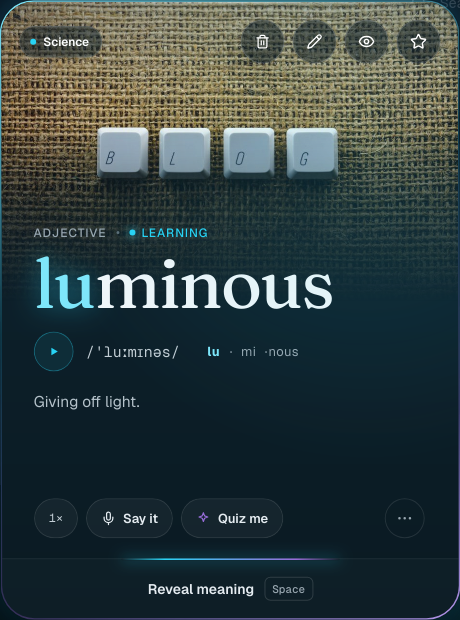 Science
B L O G
ADJECTIVE · LEARNING
luminous
/ˈluːmɪnəs/ lu · mi ·nous
Giving off light.
1× Say it Quiz me ...
Reveal meaning Space